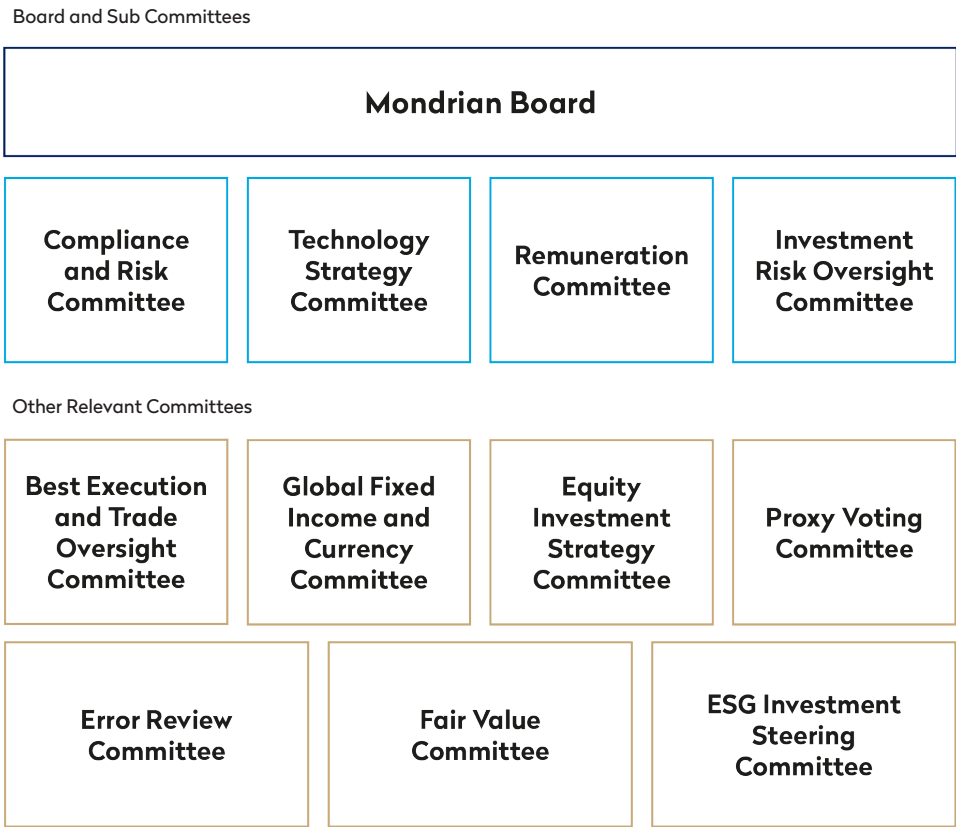 Board and Sub Committees
Mondrian Board
Compliance
and Risk
Committee
Technology
Strategy
Committee
Remuneration
Committee
Investment
Risk Oversight
Committee
Other Relevant Committees
Best Execution
and Trade
Oversight
Committee
Global Fixed
Income and
Currency
Committee
Equity
Investment
Strategy
Committee
Proxy Voting
Committee
Error Review
Committee
Fair Value
Committee
ESG Investment
Steering
Committee